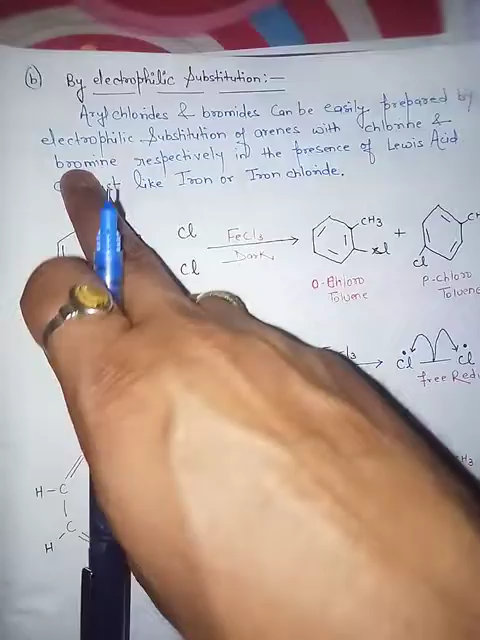 (b) By electrophilic Substitution:-
Aryl chlorides & bromides Can be easily prepared by
electrophilic Substitution of arenes with chlorine &
bromine respectively in the presence of Lewis Acid
like Iron or Iron chloride.
Cl
Cl
FeCl3
Dark
CH3
+
Cl
O-Chloro
Toluene
P-chloro
Toluene
Cl
Cl
free
H-C
C
H
H3